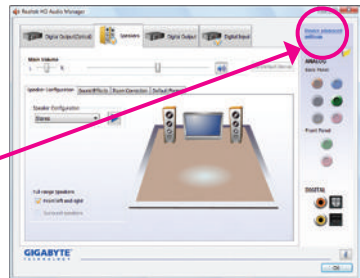 Realtek HD Audio Manager
Digital Output(Optical)
Speakers
Digital Output
Digital Input
Device advanced
settings
Main Volume
L
R
ANALOG
Back Panel
Speaker Configuration
Sound Effects
Room Correction
Default Format
Speaker Configuration
Stereo
Front Panel
Full-range Speakers
Front left and right
Surround speakers
DIGITAL
GIGABYTE
TECHNOLOGY
OK